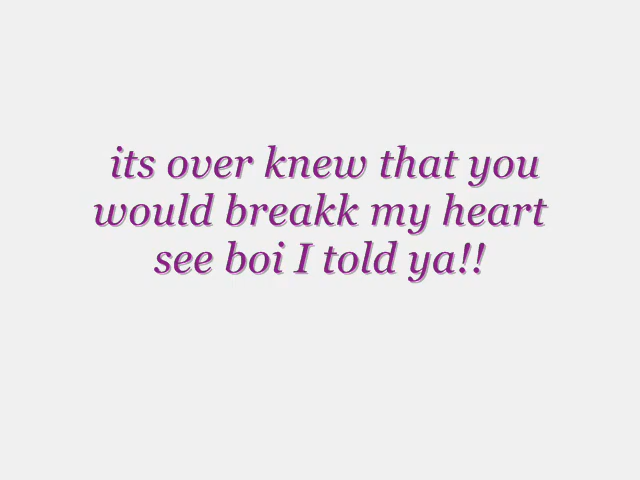 its over knew that you
would breakk my heart
see boi I told ya!!